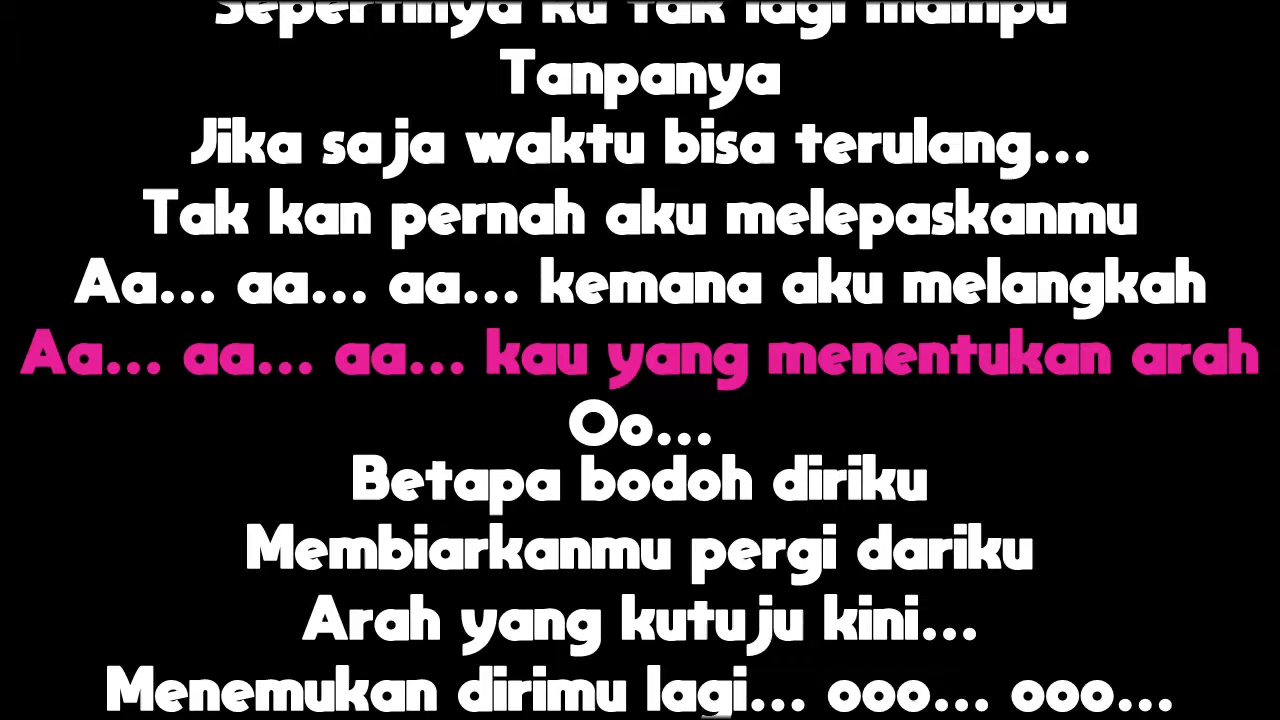 Sepertinya ku tak lagi mampu
Tanpanya
Jika saja waktu bisa terulang...
Tak kan pernah aku melepaskanmu
Aa... aa... aa... kemana aku melangkah
Aa... aa... aa... kau yang menentukan arah
Oo...
Betapa bodoh diriku
Membiarkanmu pergi dariku
Arah yang kutuju kini...
Menemukan dirimu lagi... ooo... ooo...